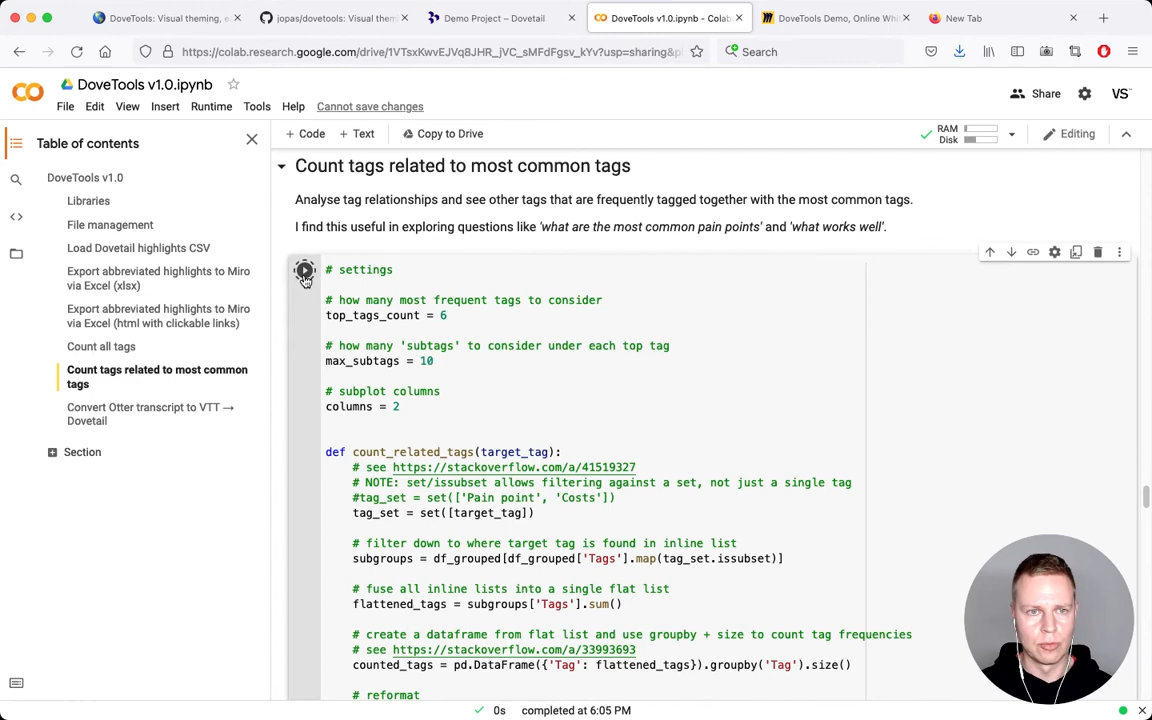 DoveTools: Visual theming, e
jopas/dovetools: Visual them
Demo Project – Dovetail
DoveTools v1.0.ipynb - Colab
DoveTools Demo, Online Whi
New Tab
https://colab.research.google.com/drive/1VTsxKwvEJVq8JHR_jVC_sMFdFgsv_kYv?usp=sharing&p
Search
DoveTools v1.0.ipynb
File Edit View Insert Runtime Tools Help Cannot save changes
Share
VS
+ Code + Text Copy to Drive
RAM
Disk
Editing
Table of contents
DoveTools v1.0
Libraries
File management
Load Dovetail highlights CSV
Export abbreviated highlights to Miro
via Excel (xlsx)
Export abbreviated highlights to Miro
via Excel (html with clickable links)
Count all tags
Count tags related to most common
tags
Convert Otter transcript to VTT →
Dovetail
Section
Count tags related to most common tags
Analyse tag relationships and see other tags that are frequently tagged together with the most common tags.
I find this useful in exploring questions like 'what are the most common pain points' and 'what works well'.
# settings
# how many most frequent tags to consider
top_tags_count = 6
# how many 'subtags' to consider under each top tag
max_subtags = 10
# subplot columns
columns = 2
def count_related_tags(target_tag):
# see https://stackoverflow.com/a/41519327
# NOTE: set/issubset allows filtering against a set, not just a single tag
#tag_set = set(['Pain point', 'Costs'])
tag_set = set([target_tag])
# filter down to where target tag is found in inline list
subgroups = df_grouped[df_grouped['Tags'].map(tag_set.issubset)]
# fuse all inline lists into a single flat list
flattened_tags = subgroups['Tags'].sum()
# create a dataframe from flat list and use groupby + size to count tag frequencies
# see https://stackoverflow.com/a/33993693
counted_tags = pd.DataFrame({'Tag': flattened_tags}).groupby('Tag').size()
# reformat
0s completed at 6:05 PM